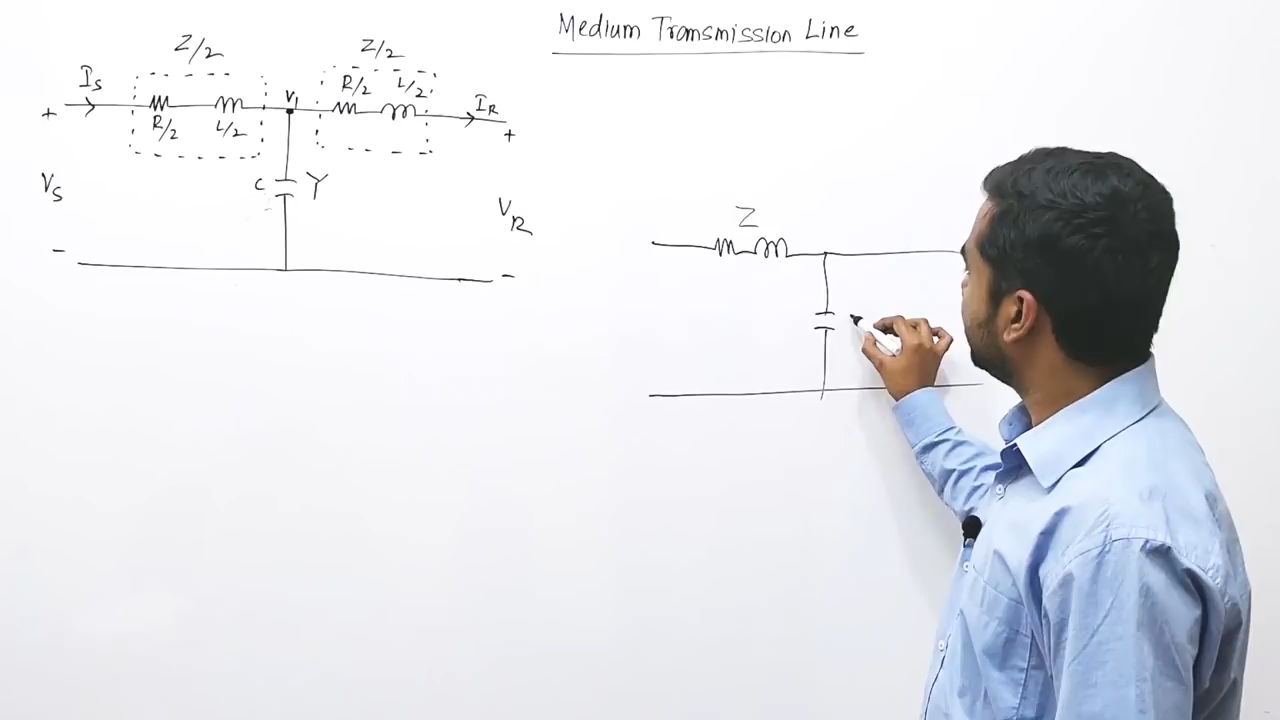 Medium Transmission Line
Z/2
Z/2
Is
R/2
L/2
V1
IR
+
R/2
L/2
+
C
Y
Vs
VR
-
-
Z